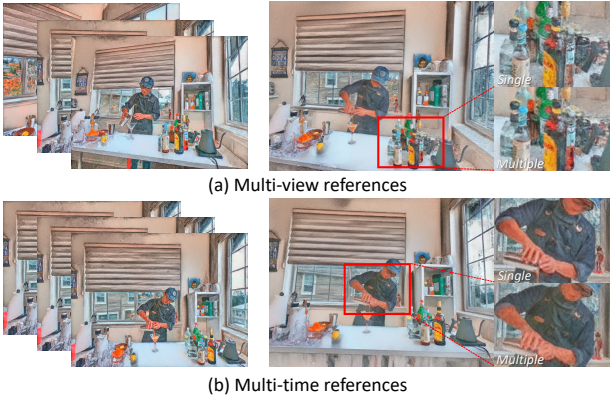 Single
Multiple
(a) Multi-view references
Single
Multiple
(b) Multi-time references